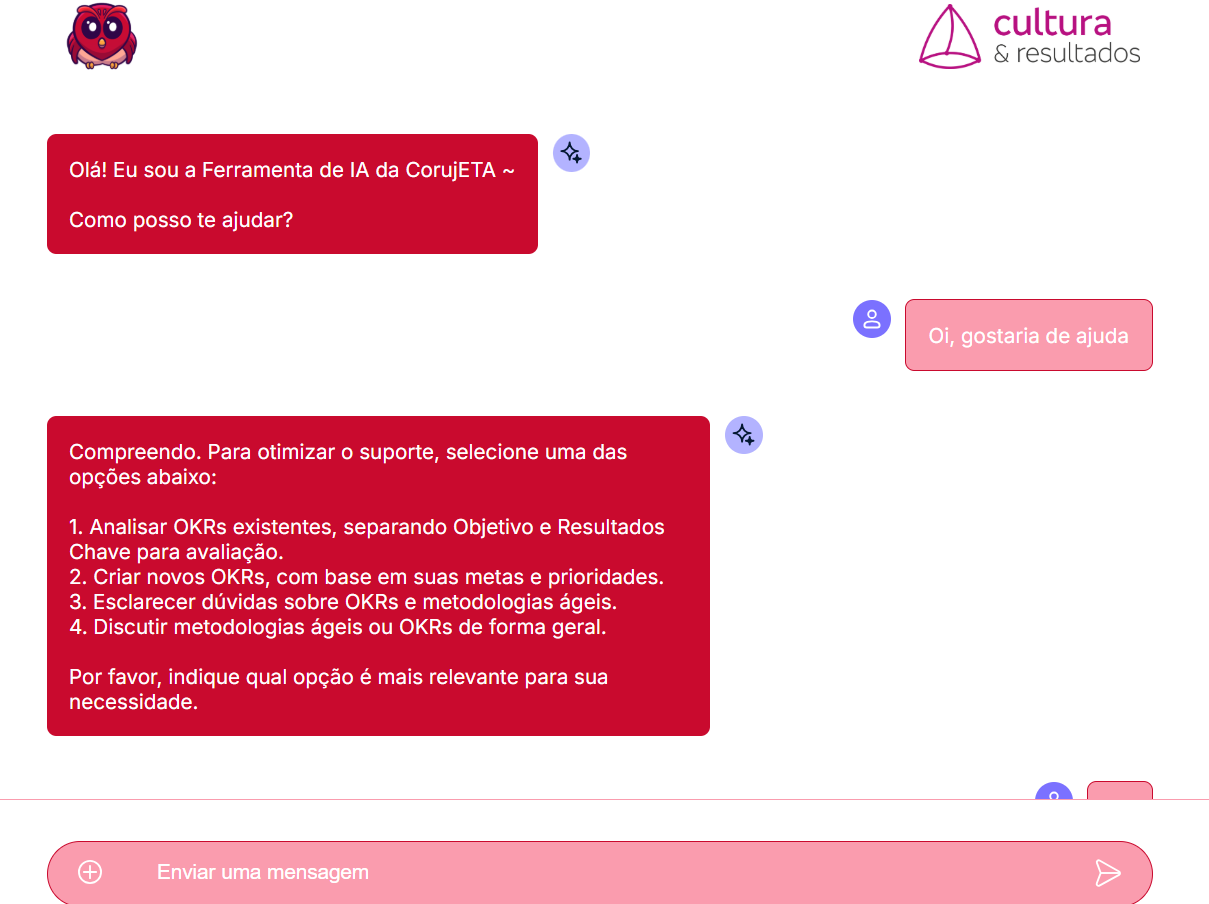 cultura
& resultados
Olá! Eu sou a Ferramenta de IA da CorujETA ~
Como posso te ajudar?
Oi, gostaria de ajuda
Compreendo. Para otimizar o suporte, selecione uma das
opções abaixo:
1. Analisar OKRs existentes, separando Objetivo e Resultados
Chave para avaliação.
2. Criar novos OKRs, com base em suas metas e prioridades.
3. Esclarecer dúvidas sobre OKRs e metodologias ágeis.
4. Discutir metodologias ágeis ou OKRs de forma geral.
Por favor, indique qual opção é mais relevante para sua
necessidade.
Enviar uma mensagem